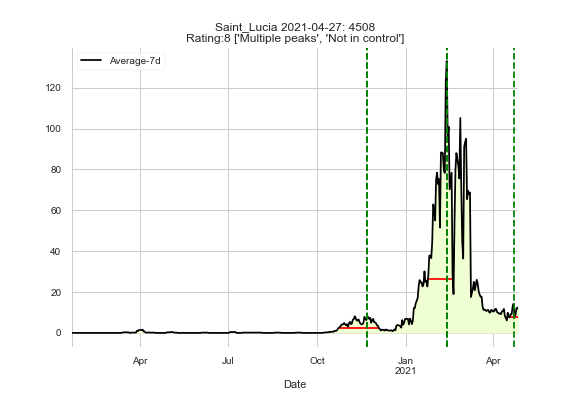 Saint_Lucia 2021-04-27: 4508
Rating:8 ['Multiple peaks', 'Not in control']
Average-7d
120
100
80
60
40
20
0
Apr
Jul
Oct
Jan
2021
Apr
Date